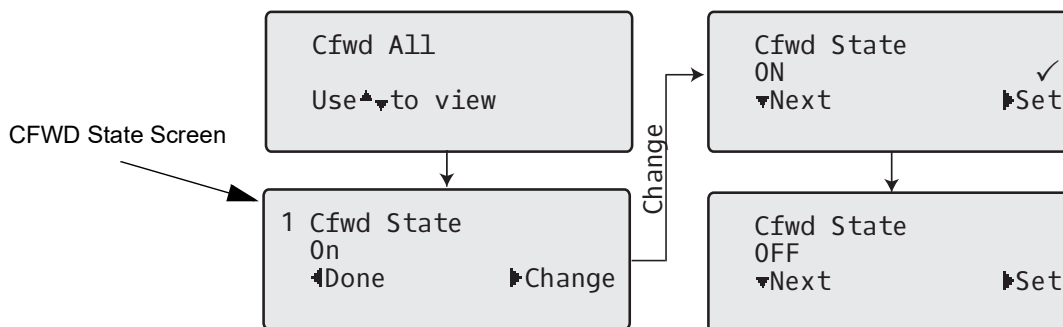 Cfwd All
Use▲▼to view
CFWD State Screen
1 Cfwd State
On
◀Done ▶Change
Change
Cfwd State
ON ✓
▼Next ▶Set
Cfwd State
OFF
▼Next ▶Set